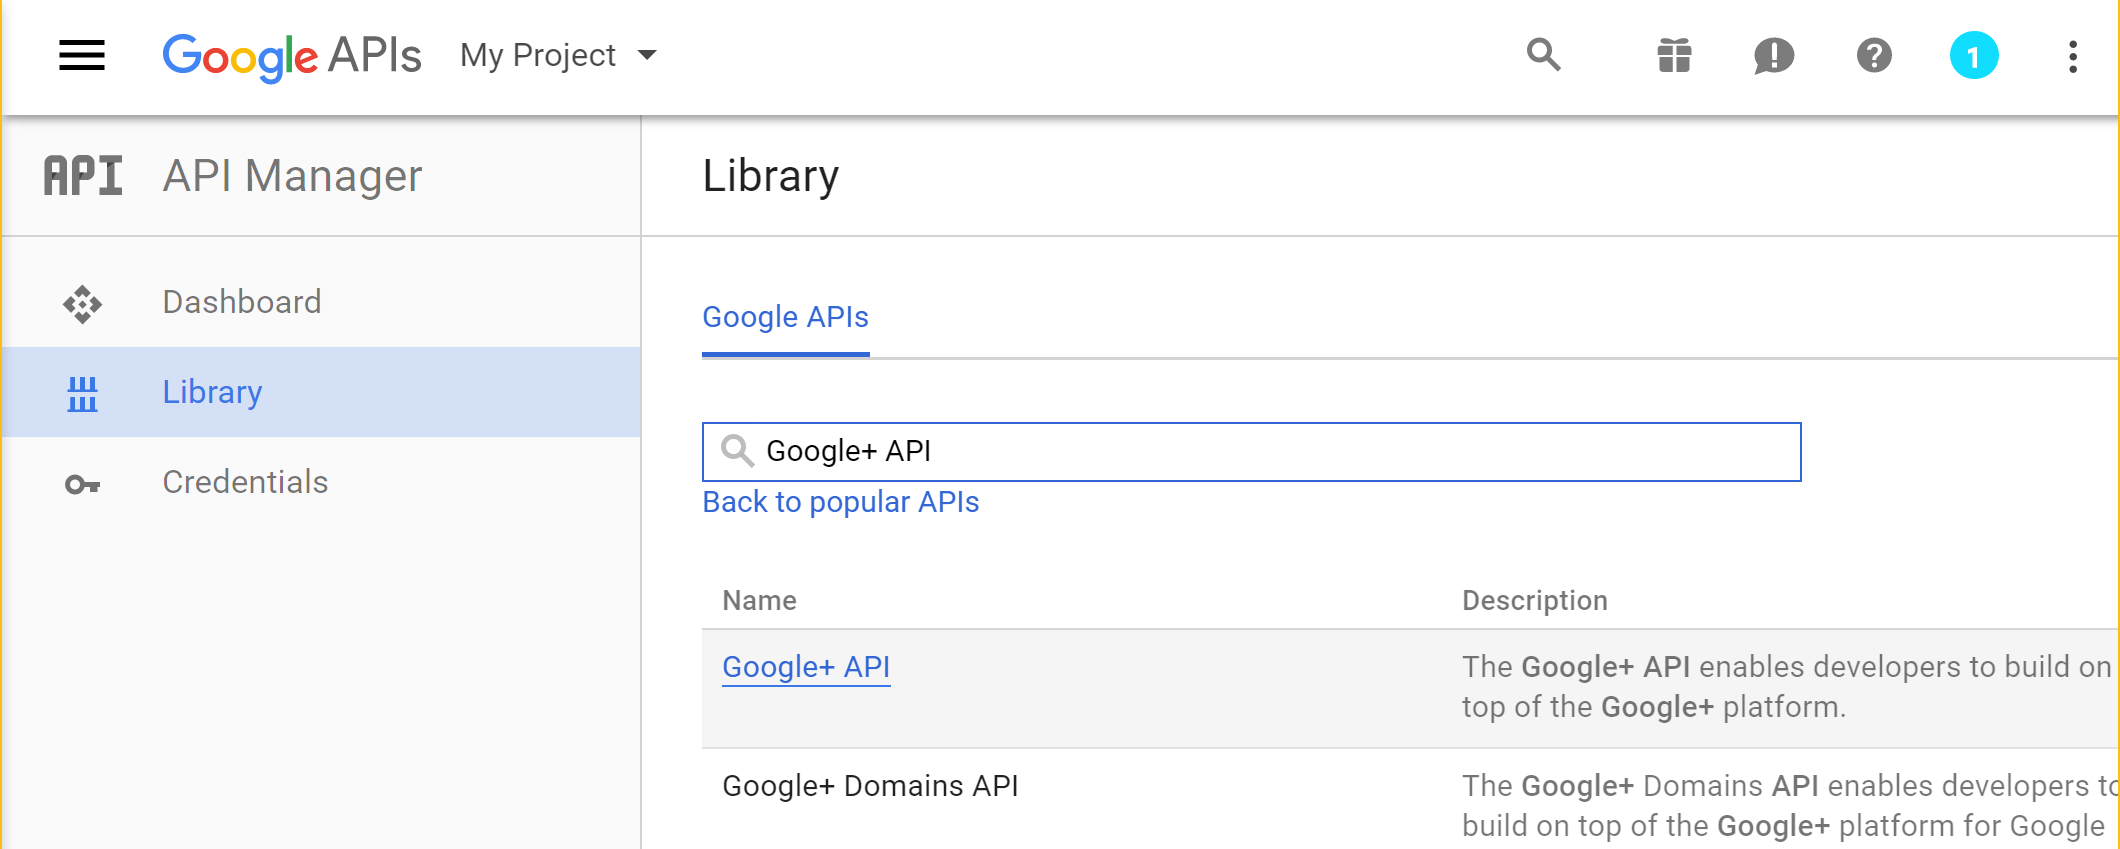 Google APIs My Project 1
API API Manager
Library
Dashboard
Library
Credentials
Google APIs
Google+ API
Back to popular APIs
Name Description
Google+ API The Google+ API enables developers to build on
top of the Google+ platform.
Google+ Domains API The Google+ Domains API enables developers to
build on top of the Google+ platform for Google